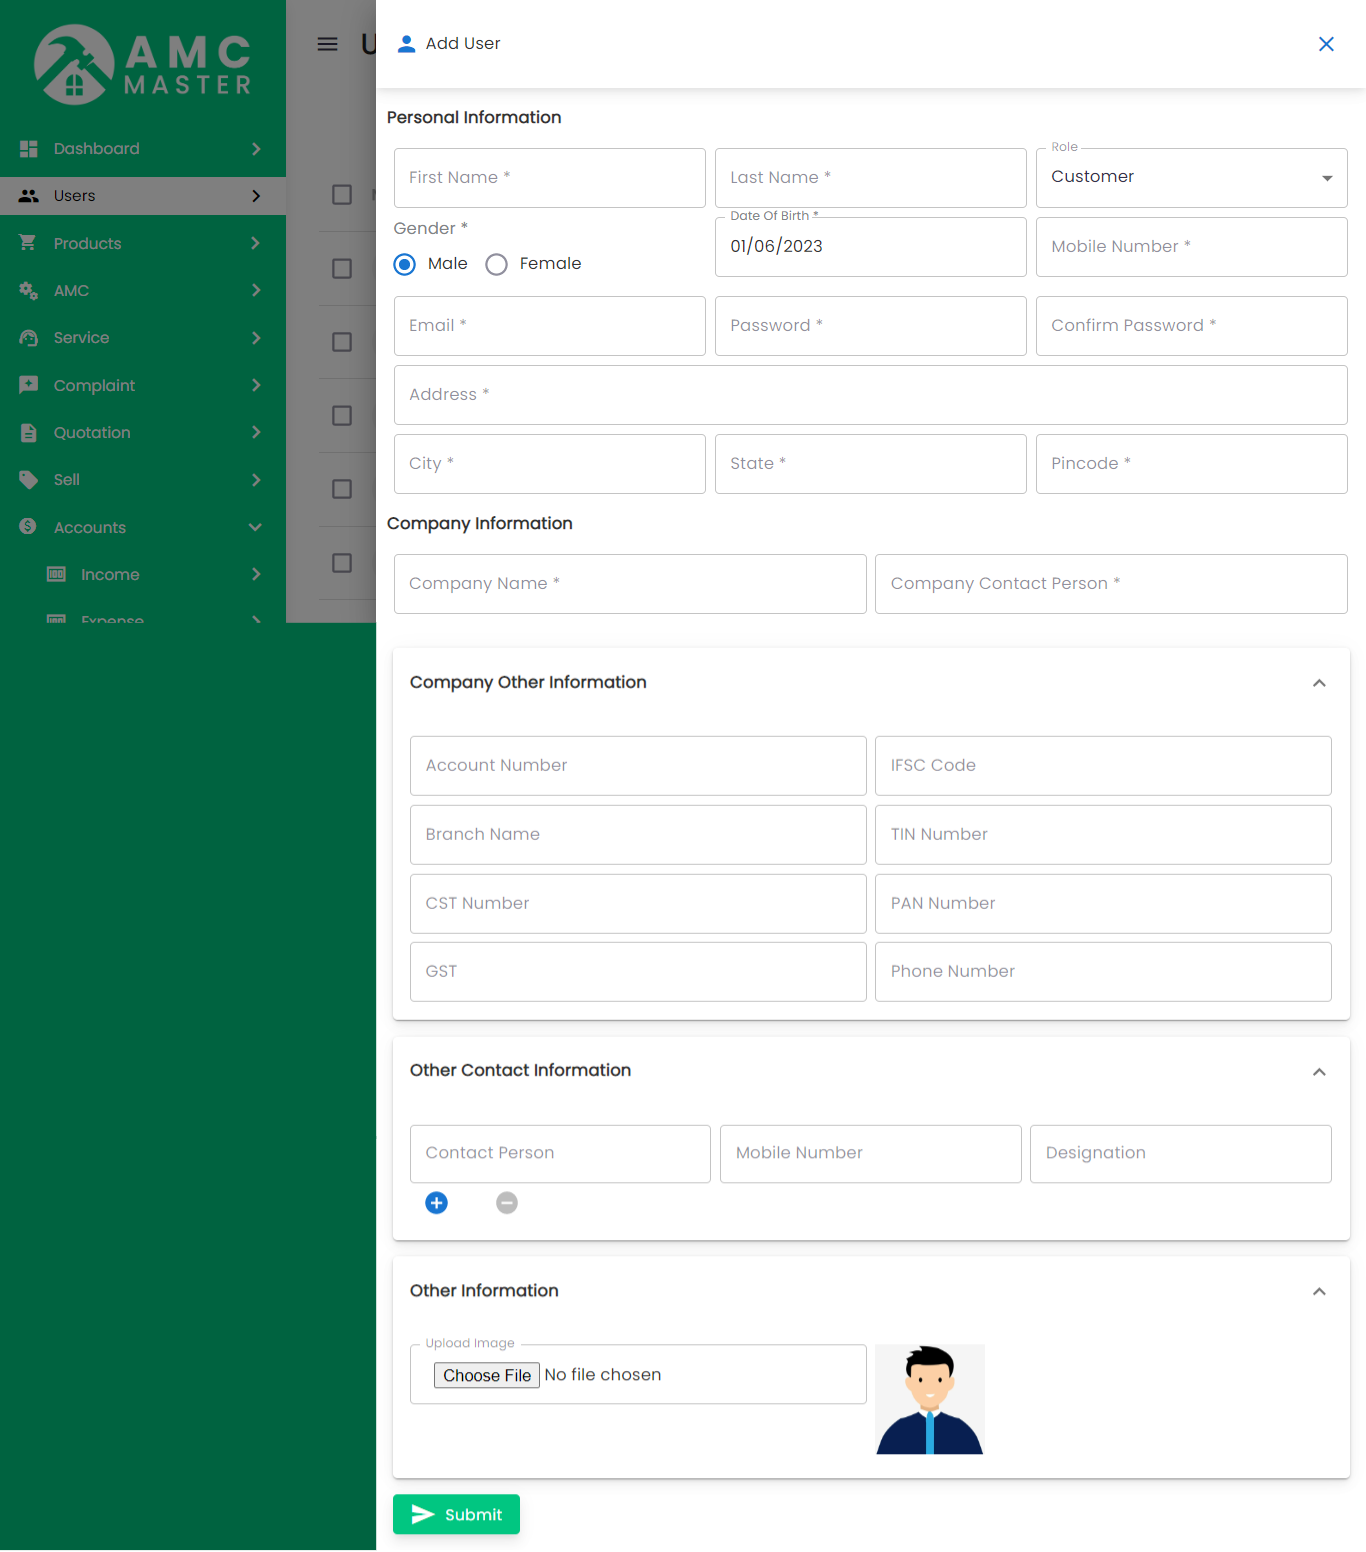 AMC
MASTER
Dashboard
Users
Products
AMC
Service
Complaint
Quotation
Sell
Accounts
Income
Expense
Add User
Personal Information
First Name *
Last Name *
Role
Customer
Gender *
Male
Female
Date Of Birth *
01/06/2023
Mobile Number *
Email *
Password *
Confirm Password *
Address *
City *
State *
Pincode *
Company Information
Company Name *
Company Contact Person *
Company Other Information
Account Number
IFSC Code
Branch Name
TIN Number
CST Number
PAN Number
GST
Phone Number
Other Contact Information
Contact Person
Mobile Number
Designation
Other Information
Upload Image
Choose File No file chosen
Submit